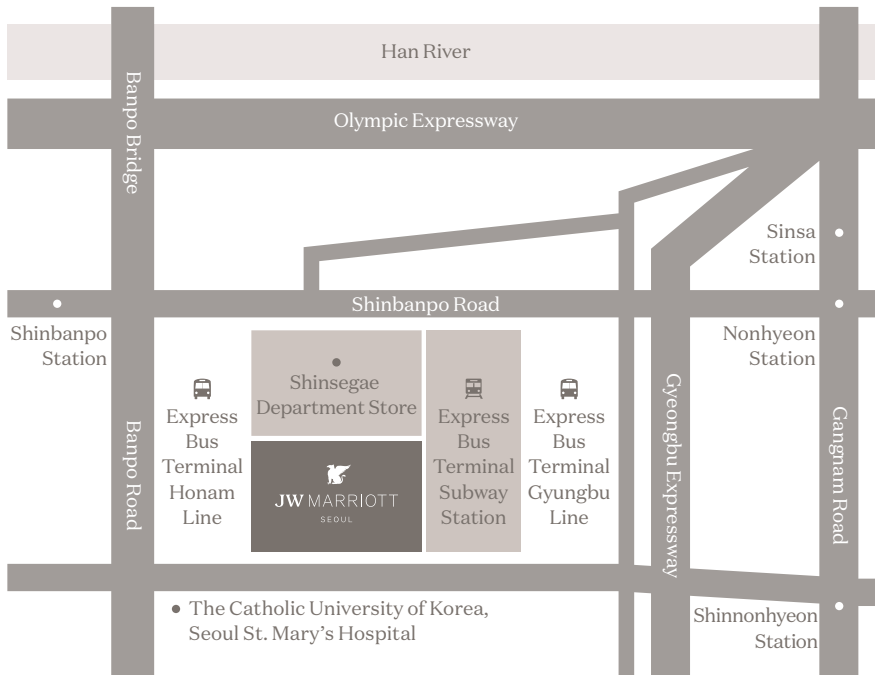 Han River
Olympic Expressway
Banpo Bridge
Sinsa
Station
Shinbanpo Road
Shinbanpo
Station
Nonhyeon
Station
Shinsegae
Department Store
Express
Bus
Terminal
Honam
Line
Express
Bus
Terminal
Subway
Station
Express
Bus
Terminal
Gyungbu
Line
Banpo Road
JW MARRIOTT
SEOUL
Gyeongbu Expressway
Gangnam Road
The Catholic University of Korea,
Seoul St. Mary’s Hospital
Shinnonhyeon
Station